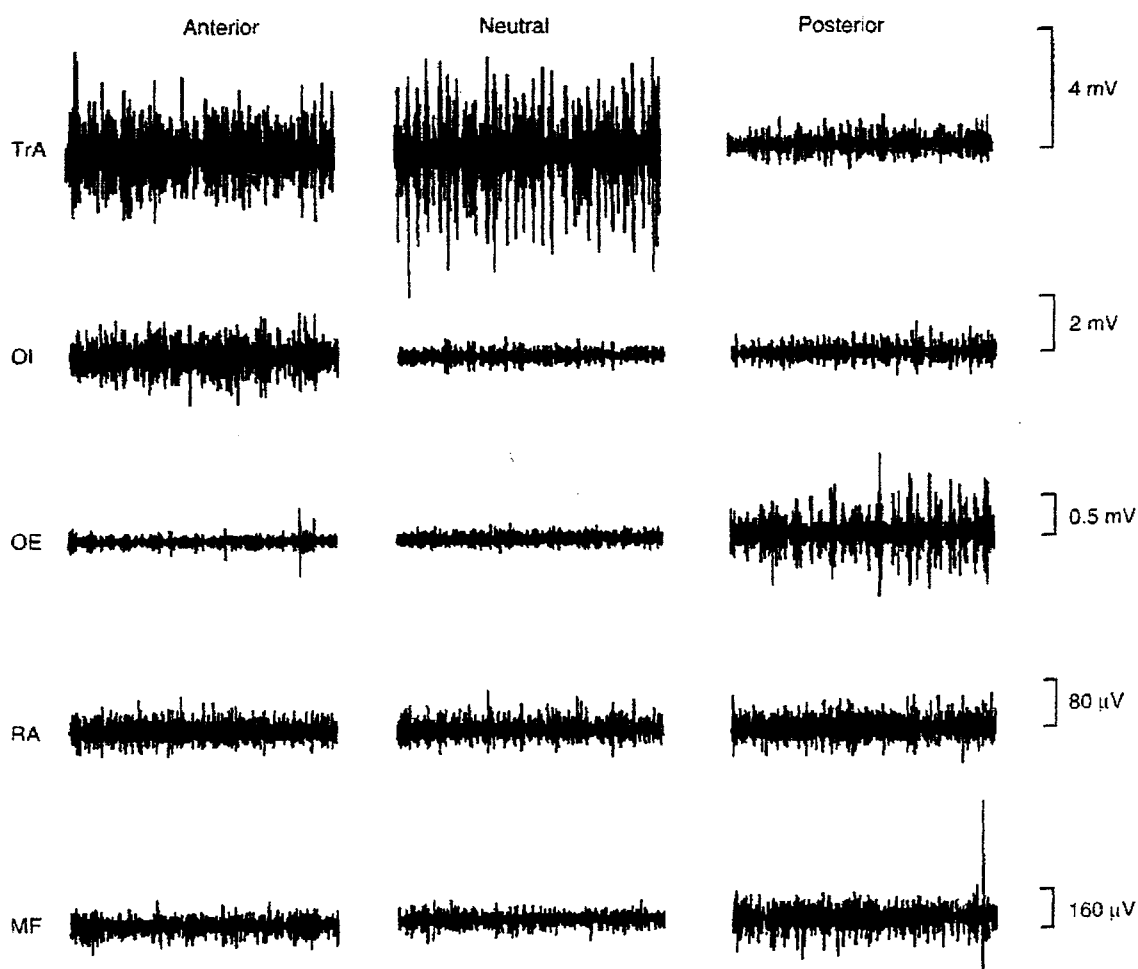 Anterior Neutral Posterior
4 mV
TrA
2 mV
OI
0.5 mV
OE
80 µV
RA
160 µV
MF